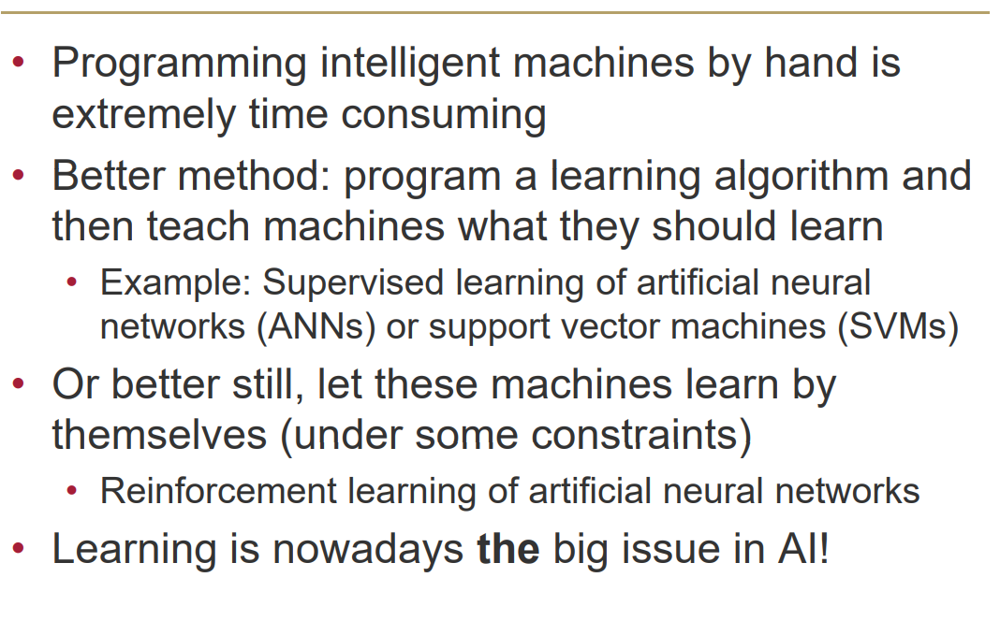 • Programming intelligent machines by hand is
extremely time consuming
• Better method: program a learning algorithm and
then teach machines what they should learn
• Example: Supervised learning of artificial neural
networks (ANNs) or support vector machines (SVMs)
• Or better still, let these machines learn by
themselves (under some constraints)
• Reinforcement learning of artificial neural networks
• Learning is nowadays the big issue in AI!